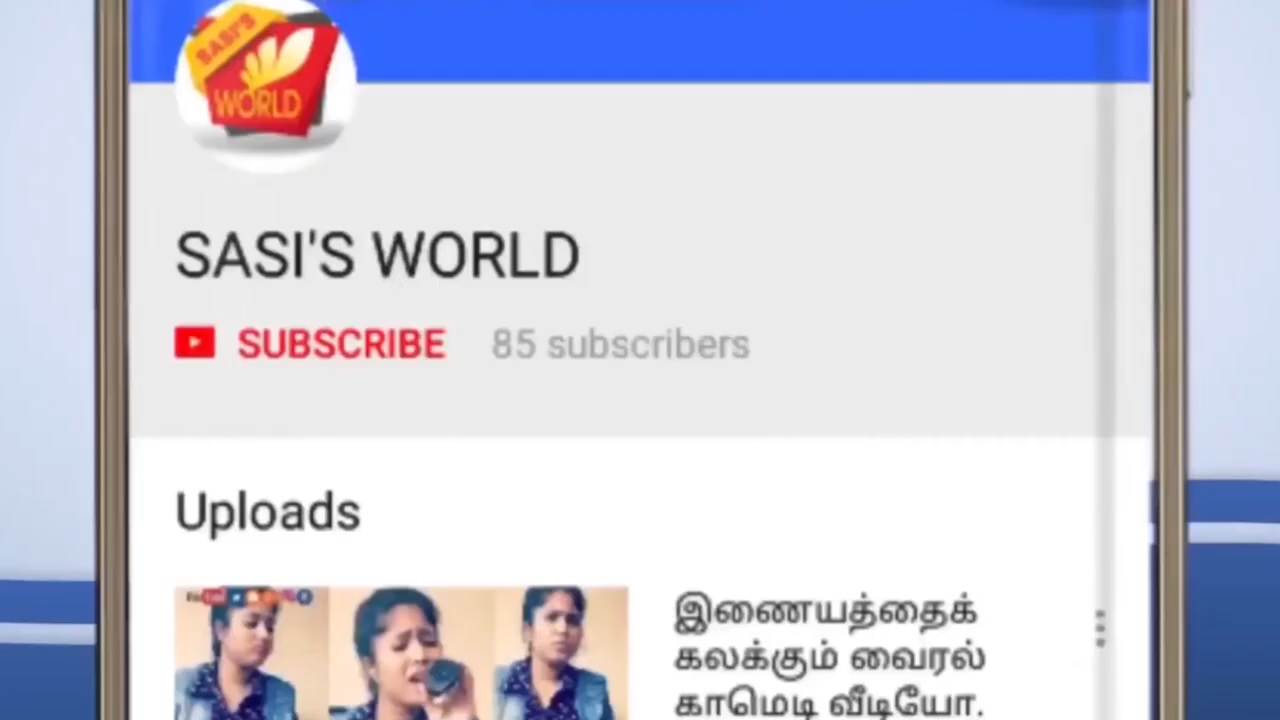 SASI'S
WORLD
SASI'S WORLD
SUBSCRIBE 85 subscribers
Uploads
இணையத்தைக்
கலக்கும் வைரல்
காமெடி வீடியோ.